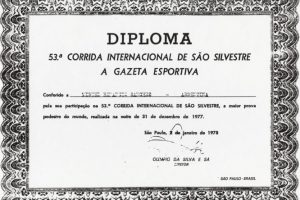 DIPLOMA
53.ª CORRIDA INTERNACIONAL DE SÃO SILVESTRE
A GAZETA ESPORTIVA
Conferido a
pela sua participação na 53.ª CORRIDA INTERNACIONAL DE SÃO SILVESTRE, a maior prova
pedestre do mundo, realizada na noite de 31 de dezembro de 1977.
São Paulo, 2 de janeiro de 1978
OLIMPIO DA SILVA E SÁ
DIRETOR
SÃO PAULO - BRASIL